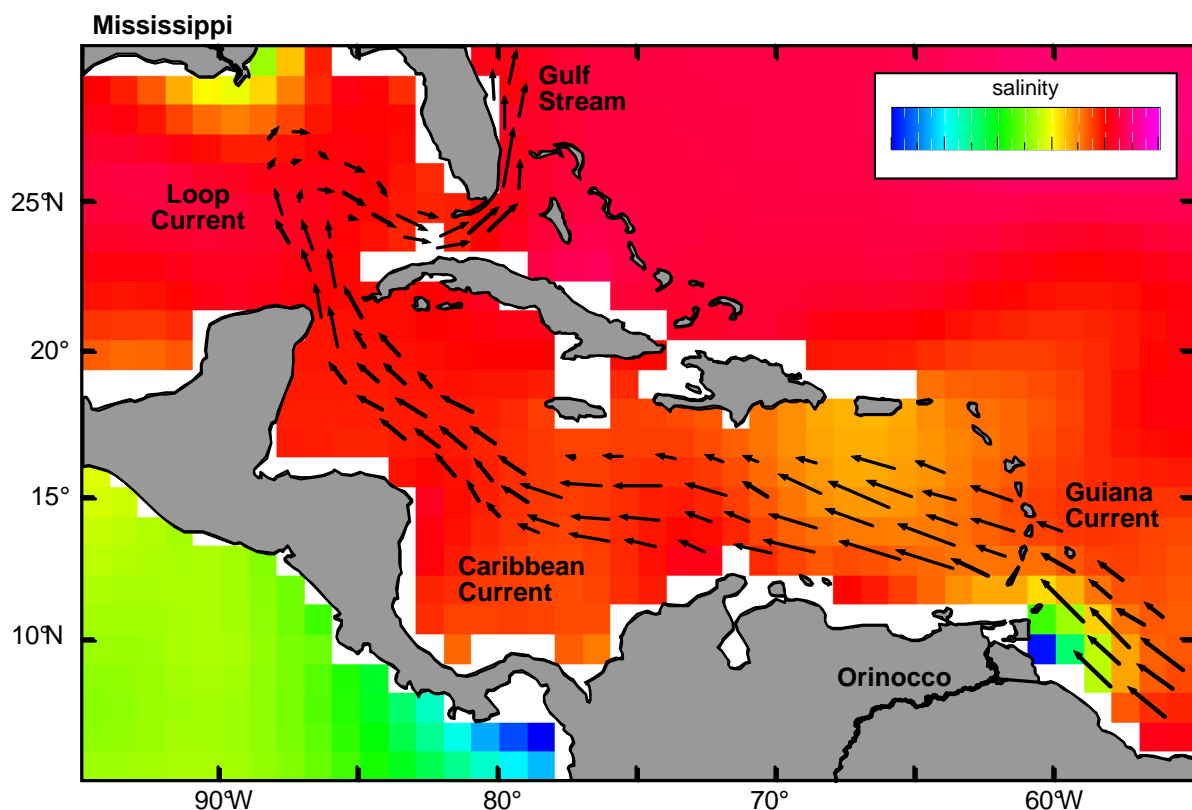 Mississippi
Gulf
Stream
salinity
Loop
Current
25°N
20°
15°
10°N
Guiana
Current
Caribbean
Current
Orinocco
90°W
80°
70°
60°W